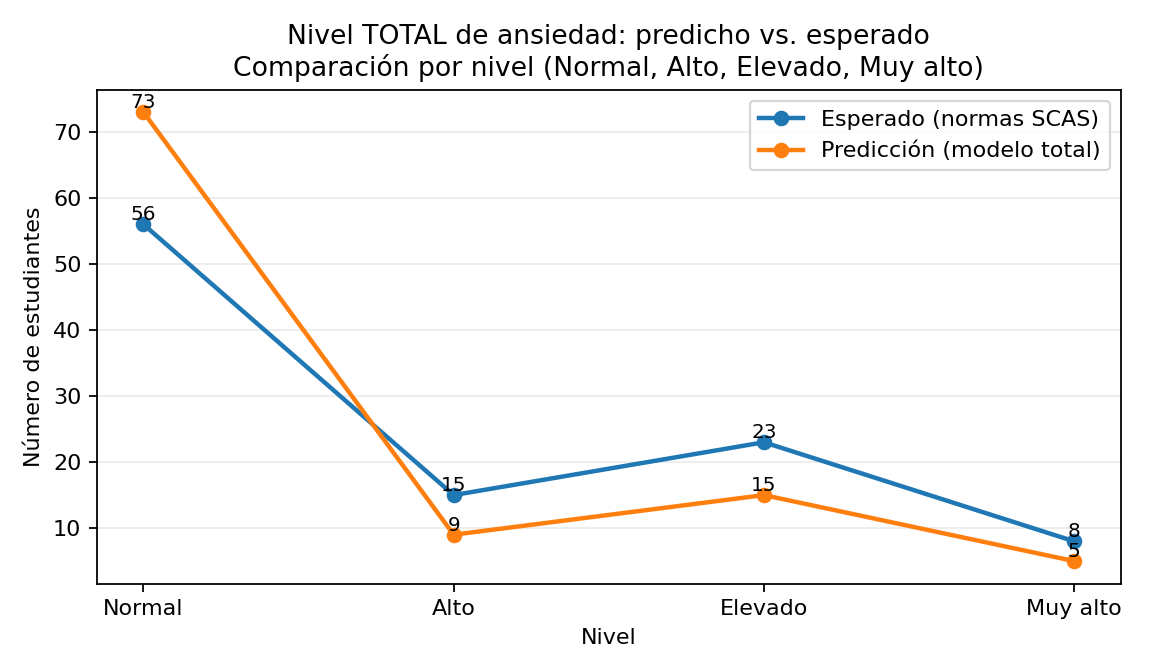 Nivel TOTAL de ansiedad: predicho vs. esperado
Comparación por nivel (Normal, Alto, Elevado, Muy alto)
Esperado (normas SCAS)
Predicción (modelo total)
Número de estudiantes
70
60
50
40
30
20
10
73
56
15
9
23
15
8
5
Normal
Alto
Elevado
Muy alto
Nivel